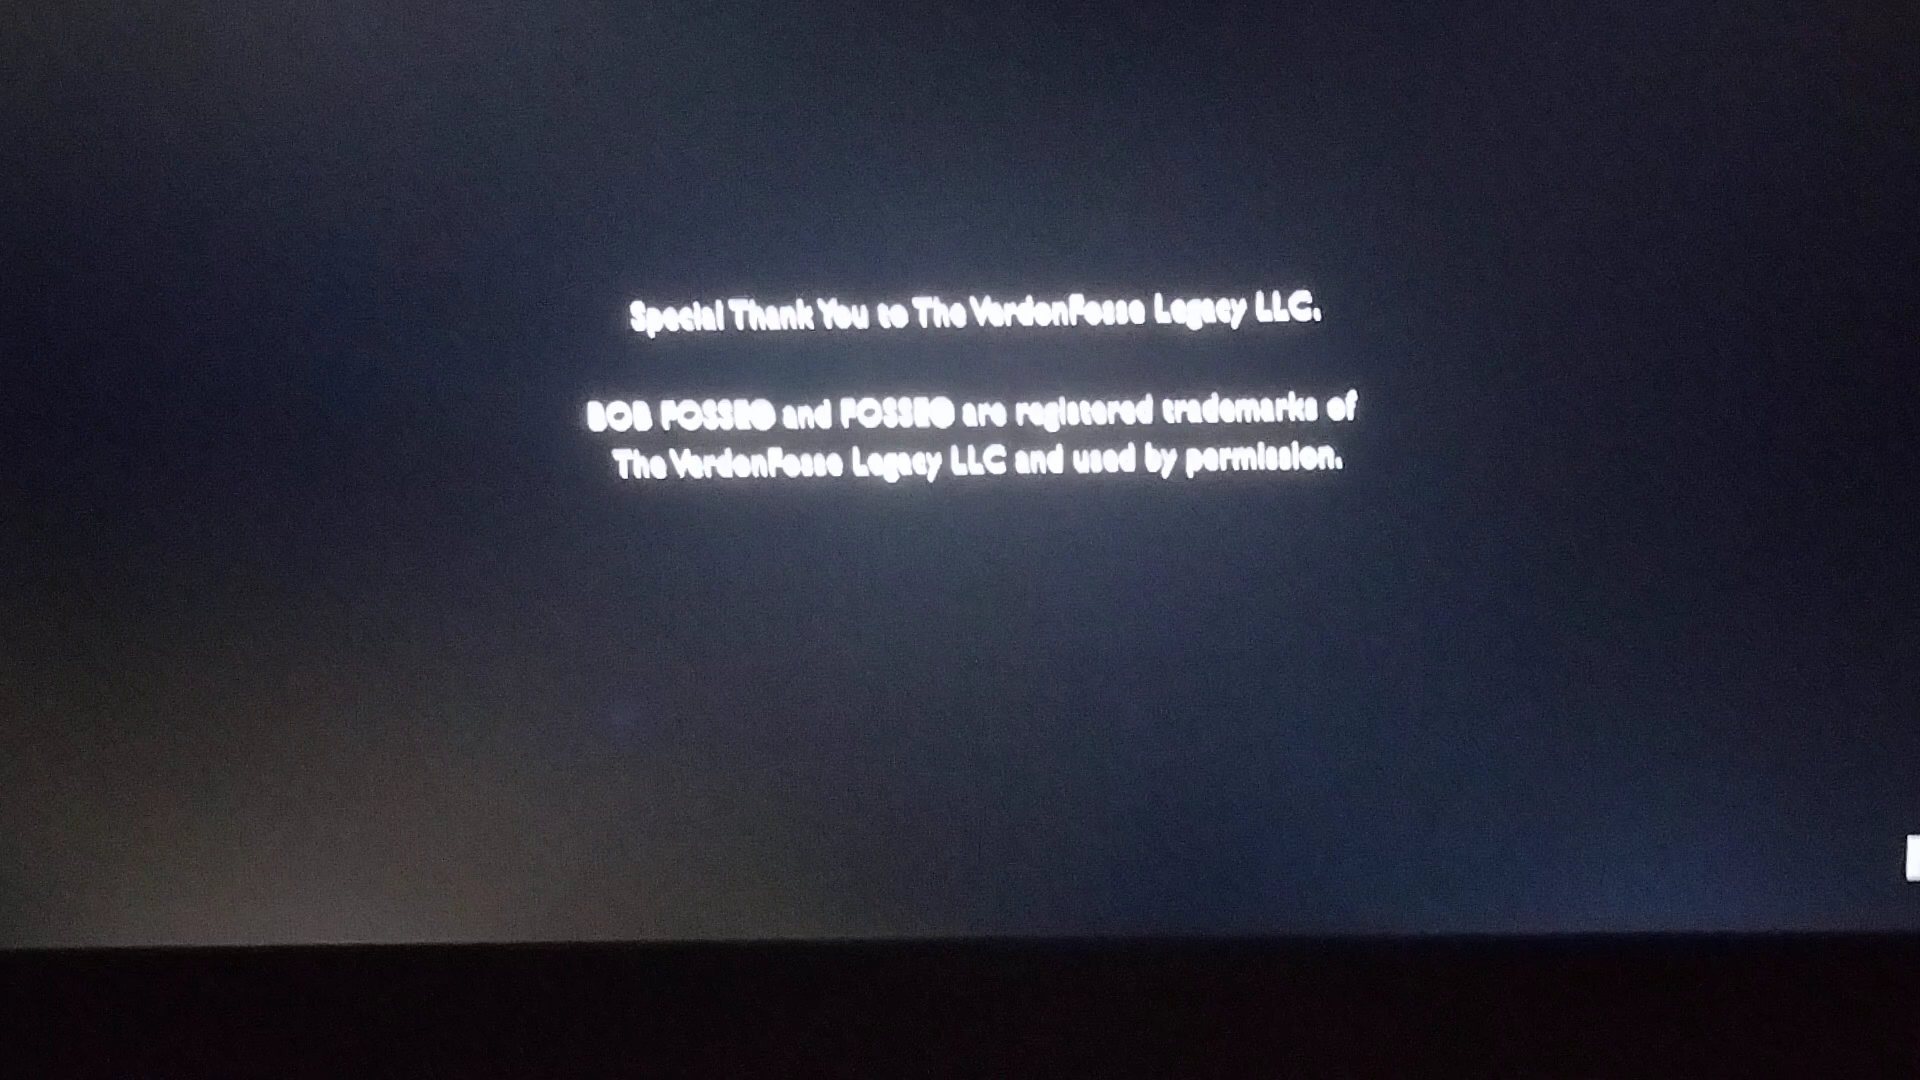 Special Thank You to The VerdonFosse Legacy LLC.
BOB FOSSE® and FOSSE® are registered trademarks of
The VerdonFosse Legacy LLC and used by permission.